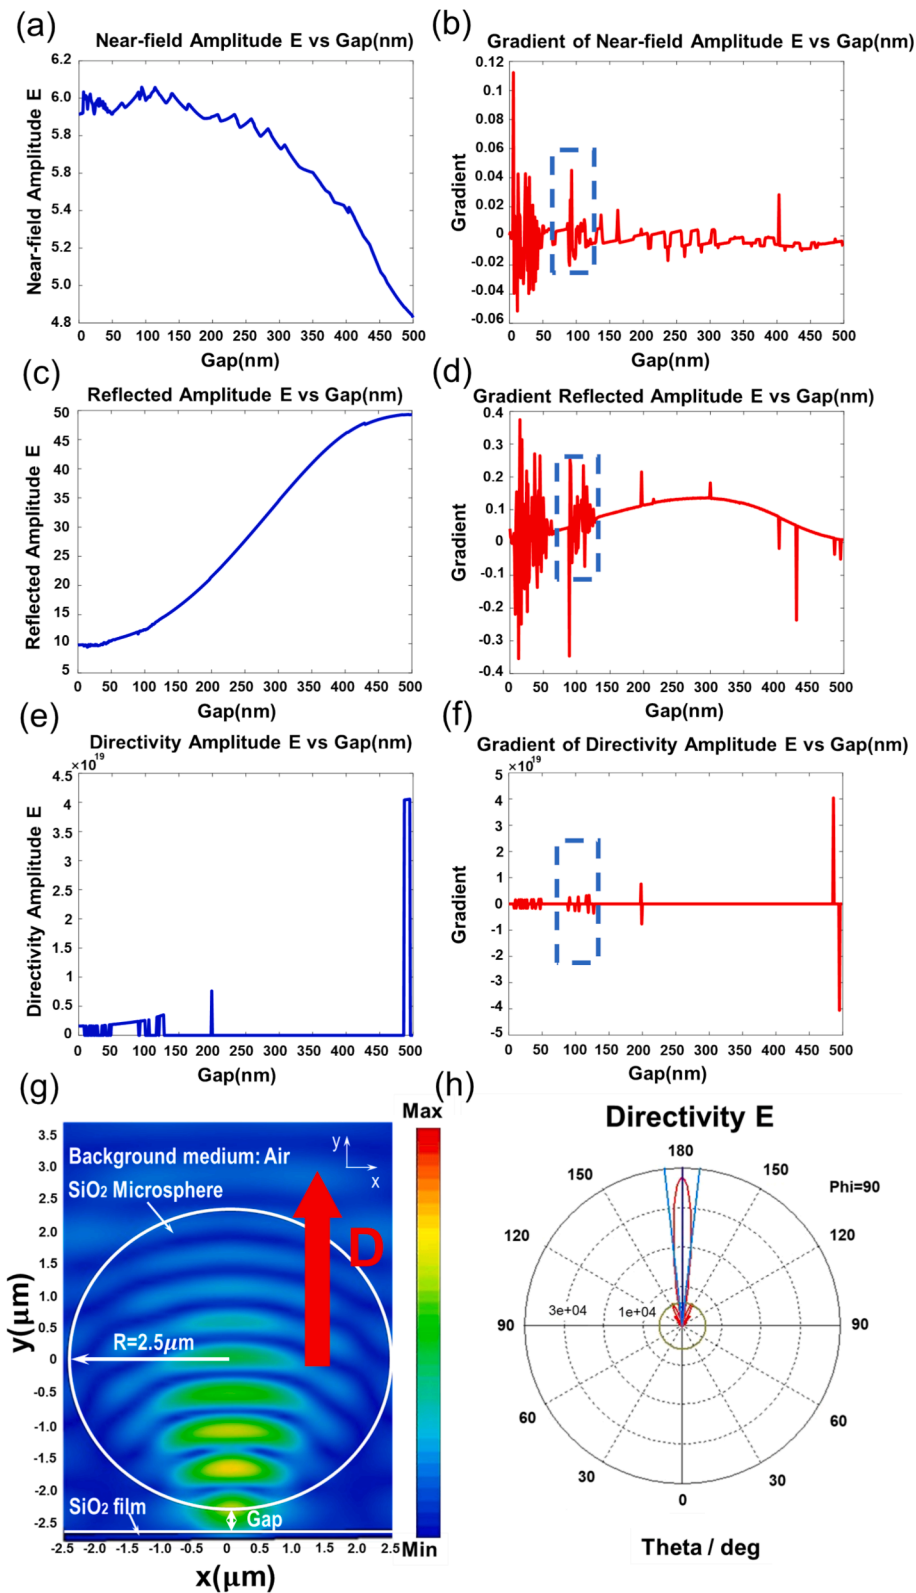 (a)
Near-field Amplitude E vs Gap(nm)
Near-field Amplitude E
6.2
6.0
5.8
5.8
5.4
5.2
5.0
4.8
0 50 100 150 200 250 300 350 400 450 500
Gap(nm)
(b)
Gradient of Near-field Amplitude E vs Gap(nm)
Gradient
0.12
0.1
0.08
0.06
0.04
0.02
0
-0.02
-0.04
-0.06
0 50 100 150 200 250 300 350 400 450 500
Gap(nm)
(c)
Reflected Amplitude E vs Gap(nm)
Reflected Amplitude E
50
45
40
35
30
25
20
15
10
5
0 50 100 150 200 250 300 350 400 450 500
Gap(nm)
(d)
Gradient Reflected Amplitude E vs Gap(nm)
Gradient
0.4
0.3
0.2
0.1
0
-0.1
-0.2
-0.3
-0.4
0 50 100 150 200 250 300 350 400 450 500
Gap(nm)
(e)
Directivity Amplitude E vs Gap(nm)
×10¹⁹
Directivity Amplitude E
4.5
4
3.5
3
2.5
2
1.5
1
0.5
0
0 50 100 150 200 250 300 350 400 450 500
Gap(nm)
(f)
Gradient of Directivity Amplitude E vs Gap(nm)
×10¹⁹
Gradient
5
4
3
2
1
0
-1
-2
-3
-4
-5
0 50 100 150 200 250 300 350 400 450 500
Gap(nm)
(g)
Max
y(μm)
3.5
3.0
2.5
2.0
1.5
1.0
0.5
0
-0.5
-1.0
-1.5
-2.0
-2.5
Background medium: Air
y
x
SiO₂ Microsphere
D
R=2.5μm
SiO₂ film
Gap
Min
-2.5 -2.0 -1.5 -1.0 0.5 0 0.5 1.0 1.5 2.0 2.5
x(μm)
(h)
Directivity E
180
150 150
Phi=90
120 120
3e+04 1e+04
90 90
60 60
30 30
0
Theta / deg